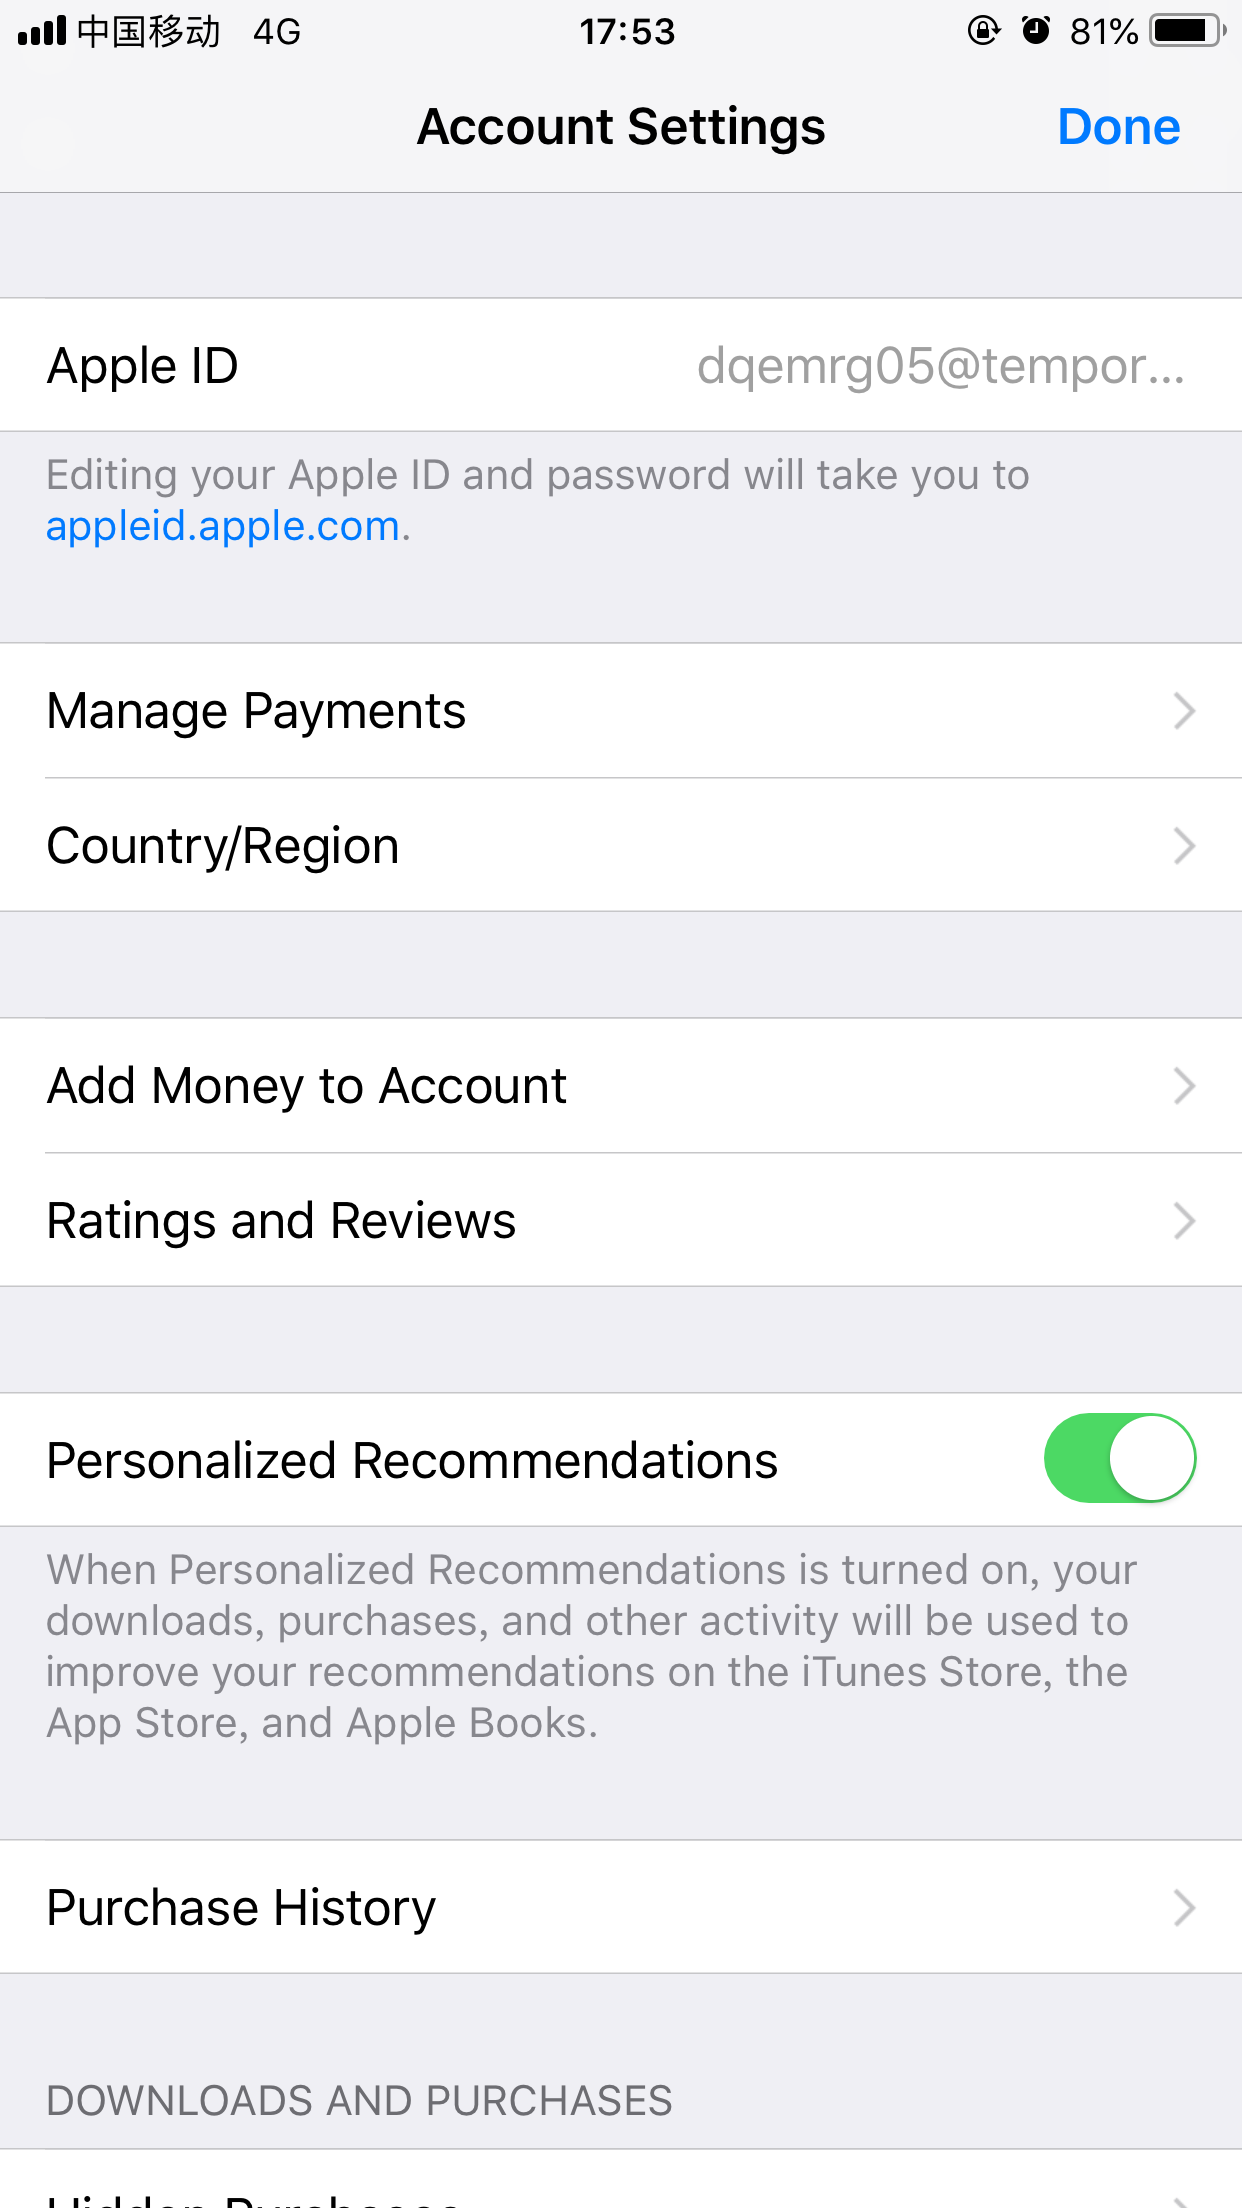 中国移动 4G 17:53 81%
Account Settings Done
Apple ID dqemrg05@tempor...
Editing your Apple ID and password will take you to
appleid.apple.com.
Manage Payments
Country/Region
Add Money to Account
Ratings and Reviews
Personalized Recommendations
When Personalized Recommendations is turned on, your
downloads, purchases, and other activity will be used to
improve your recommendations on the iTunes Store, the
App Store, and Apple Books.
Purchase History
DOWNLOADS AND PURCHASES
Hidden Purchases